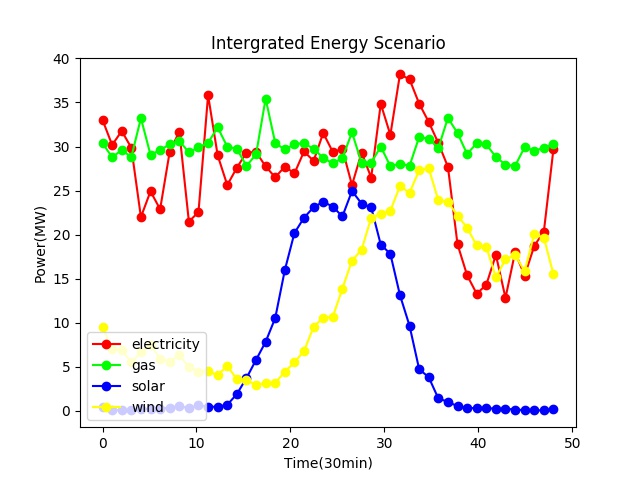 Intergrated Energy Scenario
Power(MW)
40
35
30
25
20
15
10
5
0
electricity
gas
solar
wind
0 10 20 30 40 50
Time(30min)